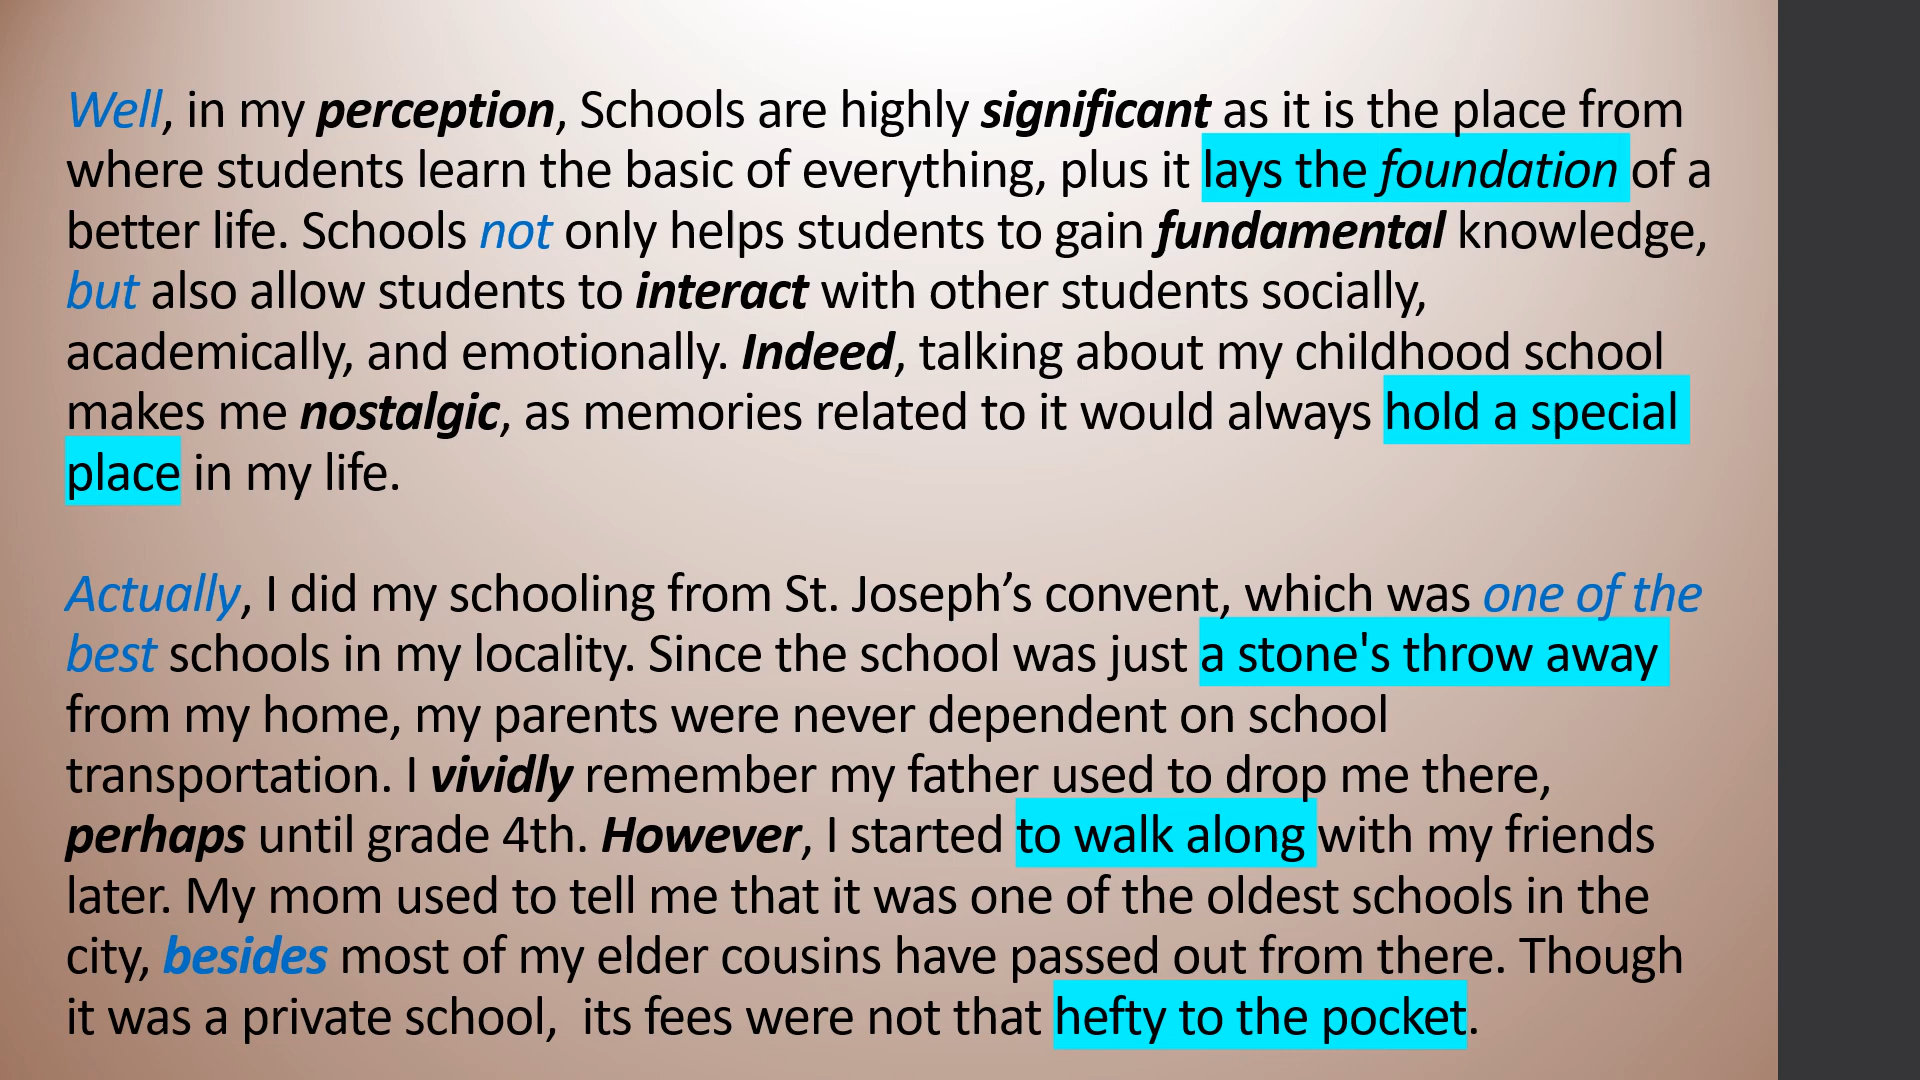 Well, in my perception, Schools are highly significant as it is the place from
where students learn the basic of everything, plus it lays the foundation of a
better life. Schools not only helps students to gain fundamental knowledge,
but also allow students to interact with other students socially,
academically, and emotionally. Indeed, talking about my childhood school
makes me nostalgic, as memories related to it would always hold a special
place in my life.
Actually, I did my schooling from St. Joseph’s convent, which was one of the
best schools in my locality. Since the school was just a stone's throw away
from my home, my parents were never dependent on school
transportation. I vividly remember my father used to drop me there,
perhaps until grade 4th. However, I started to walk along with my friends
later. My mom used to tell me that it was one of the oldest schools in the
city, besides most of my elder cousins have passed out from there. Though
it was a private school,  its fees were not that hefty to the pocket.